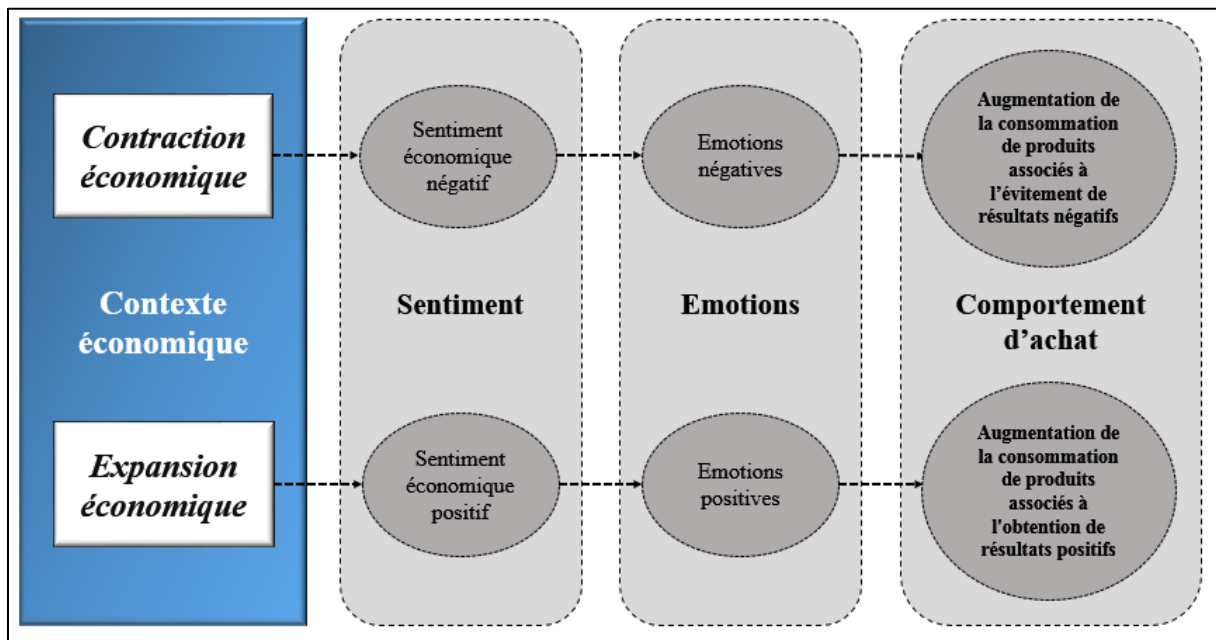 Contraction
économique
Sentiment
économique
négatif
Emotions
négatives
Augmentation de
la consommation
de produits
associés à
l'évitement de
résultats négatifs
Contexte
économique
Sentiment
Emotions
Comportement
d'achat
Expansion
économique
Sentiment
économique
positif
Emotions
positives
Augmentation de
la consommation
de produits
associés à
l'obtention de
résultats positifs